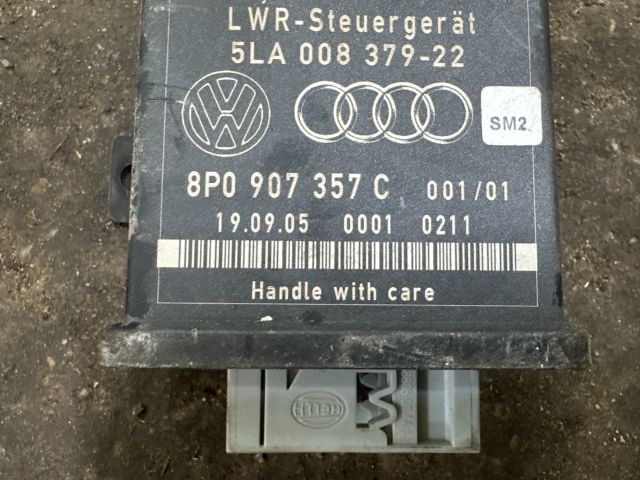 LWR-Steuergerät
5LA 008 379-22
SM2
8P0 907 357 C 001/01
19.09.05 0001 0211
Handle with care
HELLA